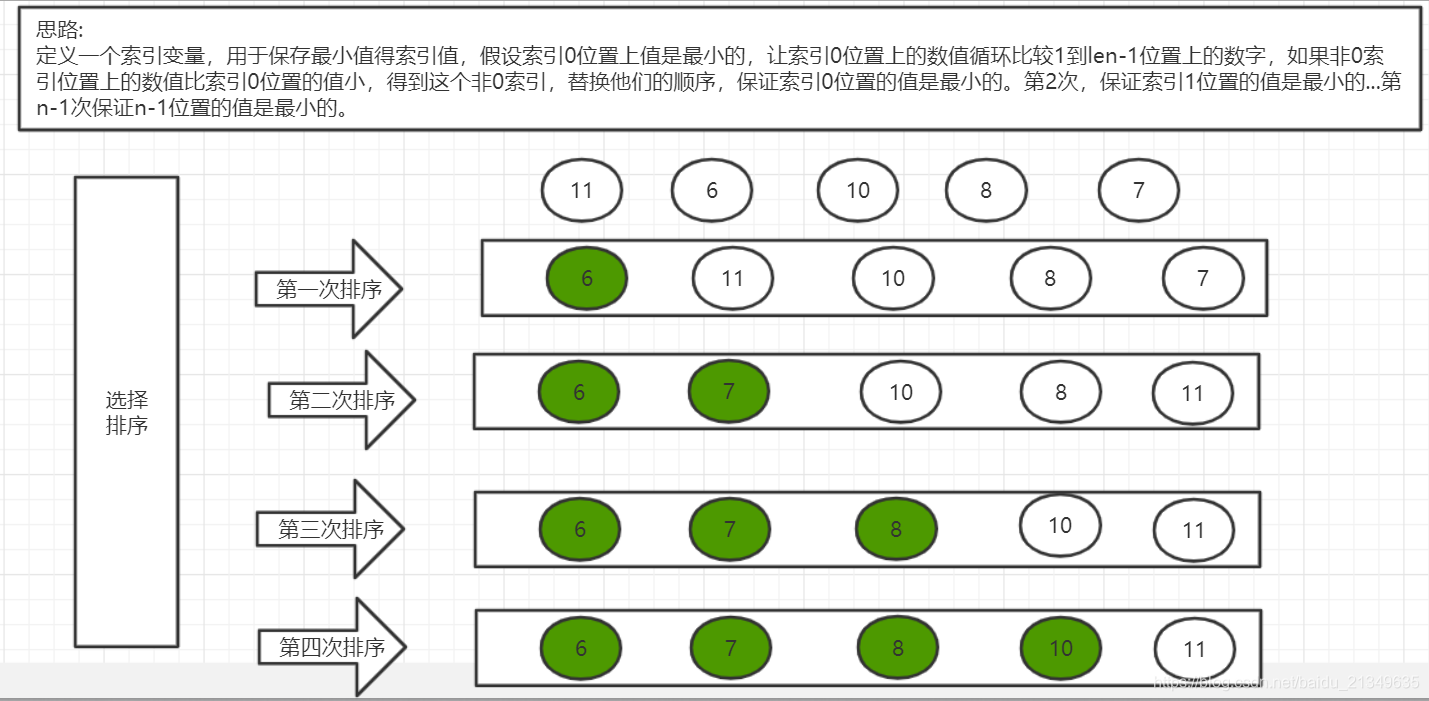 思路:
定义一个索引变量，用于保存最小值得索引值，假设索引0位置上值是最小的，让索引0位置上的数值循环比较1到len-1位置上的数字，如果非0索
引位置上的数值比索引0位置的值小，得到这个非0索引，替换他们的顺序，保证索引0位置的值是最小的。第2次，保证索引1位置的值是最小的...第
n-1次保证n-1位置的值是最小的。
11 6 10 8 7
第一次排序 6 11 10 8 7
第二次排序 6 7 10 8 11
选择
排序
第三次排序 6 7 8 10 11
第四次排序 6 7 8 10 11
https://blog.csdn.net/baidu_21349635